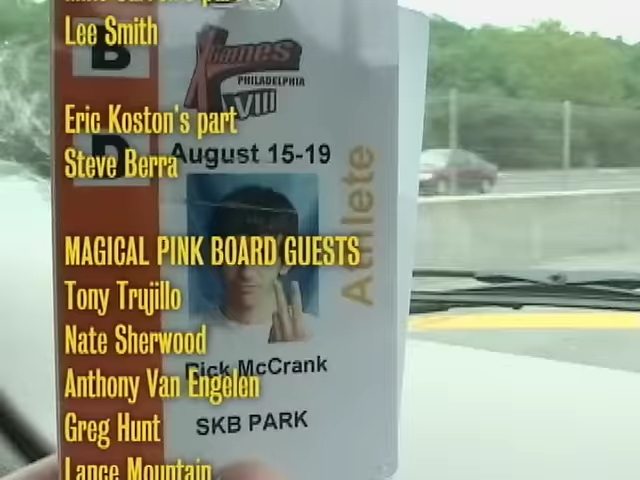 Lee Smith
Eric Koston's part
Steve Berra
MAGICAL PINK BOARD GUESTS
Tony Trujillo
Nate Sherwood
Anthony Van Engelen
Greg Hunt
Lance Mountain
B
D
X games
PHILADELPHIA
VIII
August 15-19
Athlete
Rick McCrank
SKB PARK